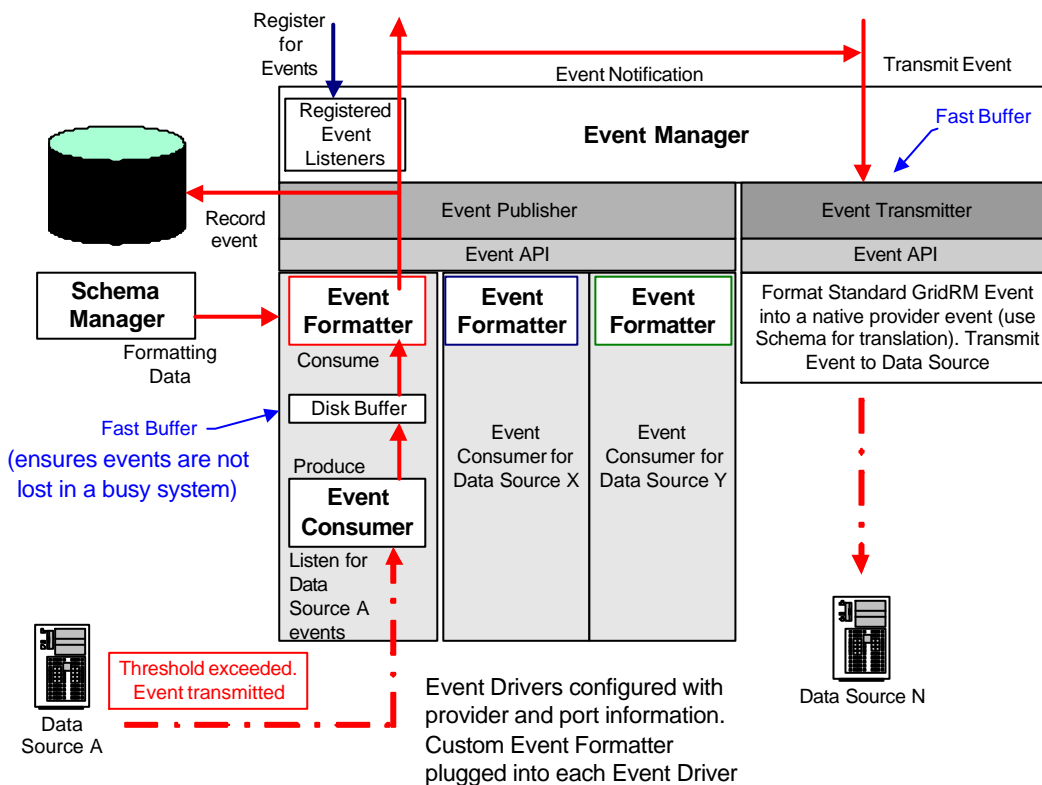 Register
for
Events
Event Notification
Transmit Event
Registered
Event
Listeners
Event Manager
Fast Buffer
Record
event
Event Publisher
Event Transmitter
Event API
Event API
Schema
Manager
Formatting
Data
Event
Formatter
Consume
Event
Formatter
Event
Formatter
Format Standard GridRM Event
into a native provider event (use
Schema for translation). Transmit
Event to Data Source
Disk Buffer
Fast Buffer
(ensures events are not
lost in a busy system)
Produce
Event
Consumer
Listen for
Data
Source A
events
Event
Consumer for
Data Source X
Event
Consumer for
Data Source Y
Threshold exceeded.
Event transmitted
Data
Source A
Data Source N
Event Drivers configured with
provider and port information.
Custom Event Formatter
plugged into each Event Driver